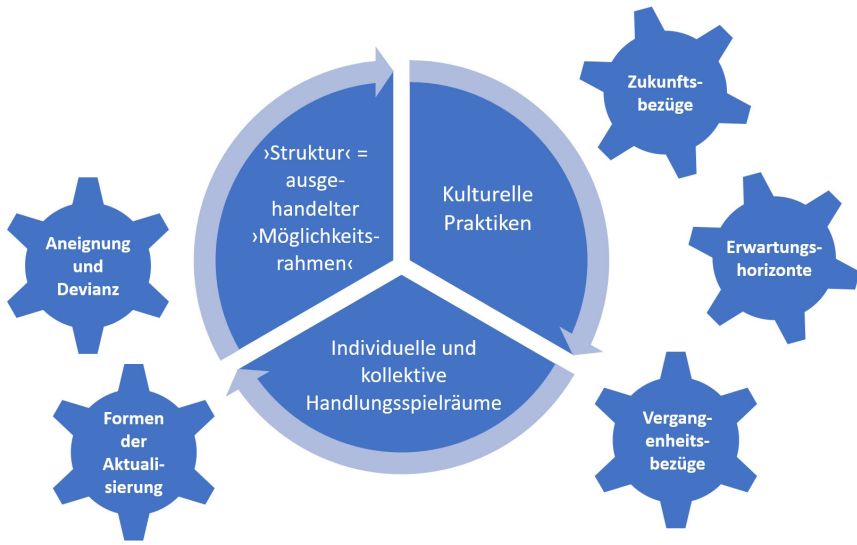 ›Struktur‹ =
ausge-
handelter
›Möglichkeits-
rahmen‹
Kulturelle
Praktiken
Individuelle und
kollektive
Handlungsspielräume
Aneignung
und
Devianz
Formen
der
Aktuali-
sierung
Zukunfts-
bezüge
Erwartungs-
horizonte
Vergang-
enheits-
bezüge